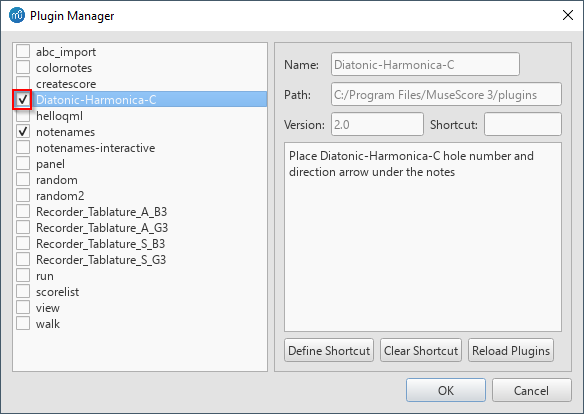 Plugin Manager
abc_import
colornotes
createscore
Diatonic-Harmonica-C
helloqml
notenames
notenames-interactive
panel
random
random2
Recorder_Tablature_A_B3
Recorder_Tablature_A_G3
Recorder_Tablature_S_B3
Recorder_Tablature_S_G3
run
scorelist
view
walk
Name: Diatonic-Harmonica-C
Path: C:/Program Files/MuseScore 3/plugins
Version: 2.0 Shortcut:
Place Diatonic-Harmonica-C hole number and
direction arrow under the notes
Define Shortcut Clear Shortcut Reload Plugins
OK Cancel